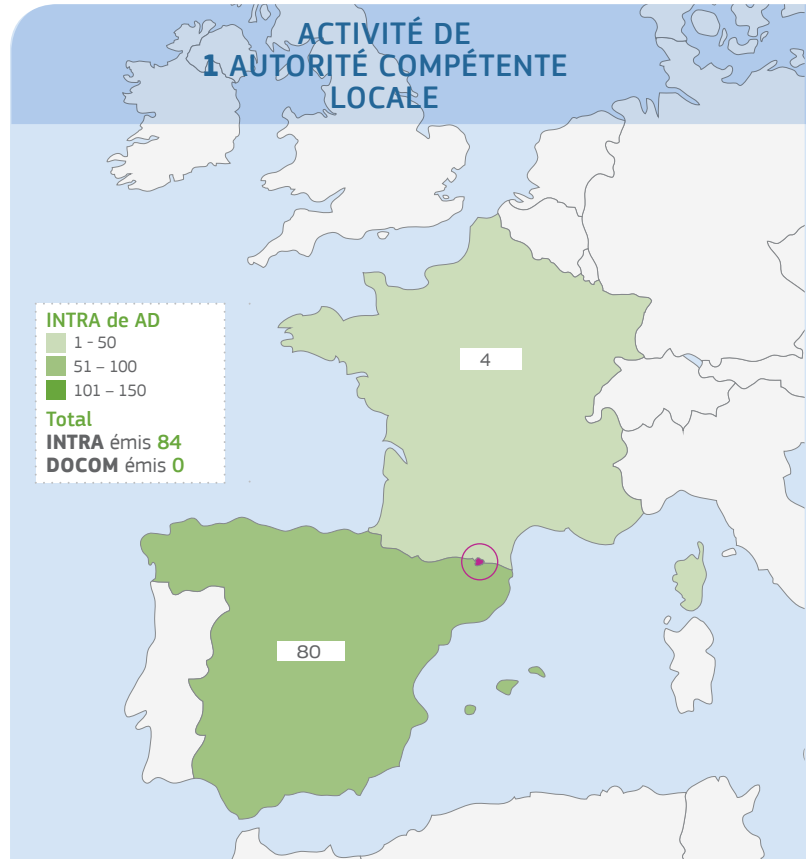 ACTIVITÉ DE
1 AUTORITÉ COMPÉTENTE
LOCALE
INTRA de AD
1 - 50
51 – 100
101 – 150
Total
INTRA émis 84
DOCOM émis 0
4
80